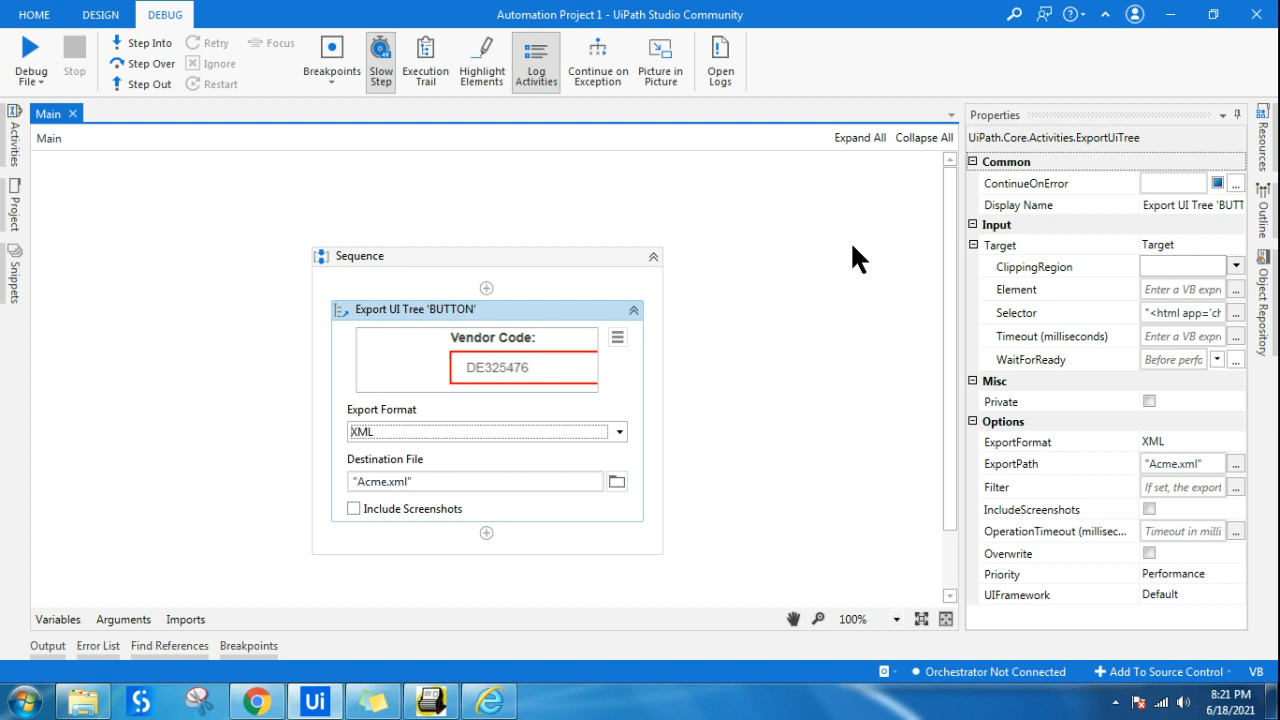 HOME DESIGN DEBUG Automation Project 1 - UiPath Studio Community
Debug File
Stop
Step Into
Step Over
Step Out
Retry
Ignore
Restart
Focus
Breakpoints
Slow Step
Execution Trail
Highlight Elements
Log Activities
Continue on Exception
Picture in Picture
Open Logs
Main
Main Expand All Collapse All
Activities
Project
Snippets
Sequence
Export UI Tree 'BUTTON'
Vendor Code:
DE325476
Export Format
XML
Destination File
"Acme.xml"
Include Screenshots
Properties
UiPath.Core.Activities.ExportUiTree
Common
ContinueOnError ...
Display Name Export UI Tree 'BUTT
Input
Target Target
ClippingRegion
Element Enter a VB expr ...
Selector "<html app='ch ...
Timeout (milliseconds) Enter a VB expr ...
WaitForReady Before perfo ...
Misc
Private
Options
ExportFormat XML
ExportPath "Acme.xml" ...
Filter If set, the export ...
IncludeScreenshots
OperationTimeout (millisec... Timeout in milli ...
Overwrite
Priority Performance
UIFramework Default
Resources
Outline
Object Repository
Variables Arguments Imports 100%
Output Error List Find References Breakpoints
Orchestrator Not Connected Add To Source Control VB
Ui
8:21 PM
6/18/2021